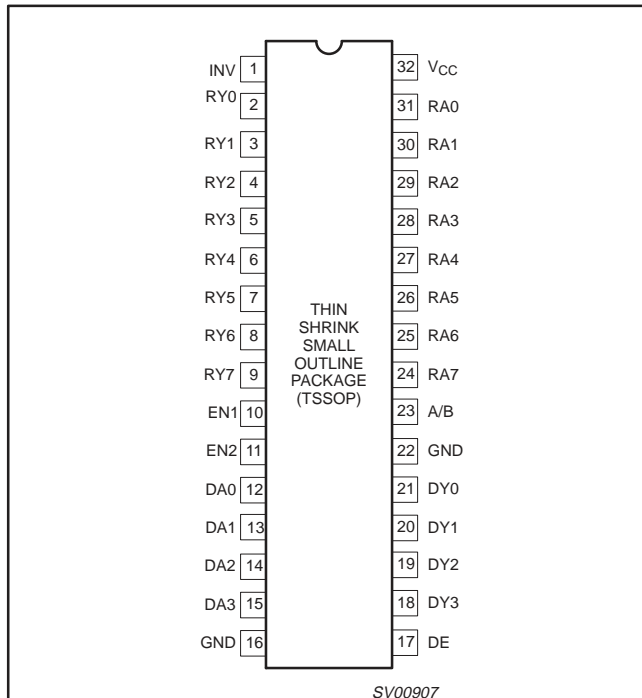 INV 1 32 VCC
RY0 2 31 RA0
RY1 3 30 RA1
RY2 4 29 RA2
RY3 5 28 RA3
RY4 6 27 RA4
RY5 7 26 RA5
RY6 8 25 RA6
RY7 9 24 RA7
EN1 10 23 A/B
EN2 11 22 GND
DA0 12 21 DY0
DA1 13 20 DY1
DA2 14 19 DY2
DA3 15 18 DY3
GND 16 17 DE
THIN
SHRINK
SMALL
OUTLINE
PACKAGE
(TSSOP)
SV00907